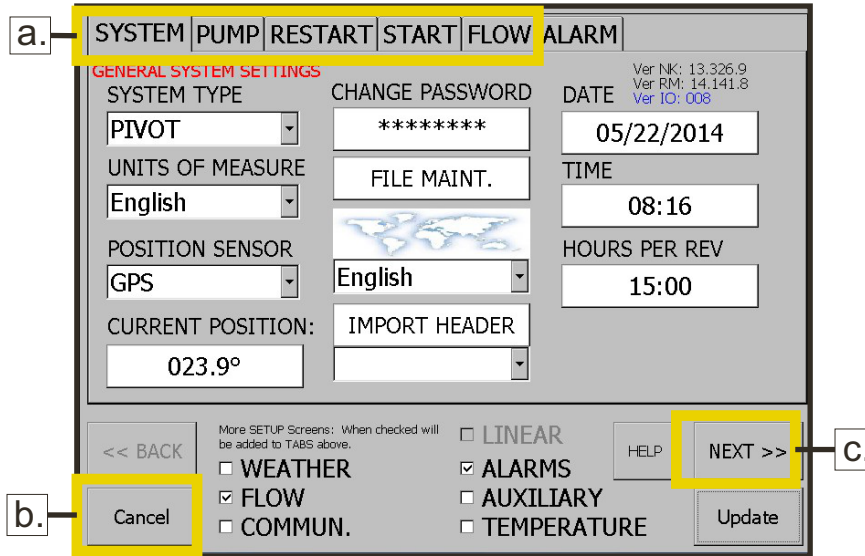 a.
SYSTEM PUMP RESTART START FLOW ALARM
GENERAL SYSTEM SETTINGS
SYSTEM TYPE
PIVOT
UNITS OF MEASURE
English
POSITION SENSOR
GPS
CURRENT POSITION:
023.9°
CHANGE PASSWORD
********
FILE MAINT.
English
IMPORT HEADER
Ver NK: 13.326.9
Ver RM: 14.141.8
Ver IO: 008
DATE
05/22/2014
TIME
08:16
HOURS PER REV
15:00
<< BACK
More SETUP Screens: When checked will
be added to TABS above.
WEATHER
FLOW
COMMUN.
LINEAR
ALARMS
AUXILIARY
TEMPERATURE
HELP
NEXT >>
c.
b.
Cancel
Update